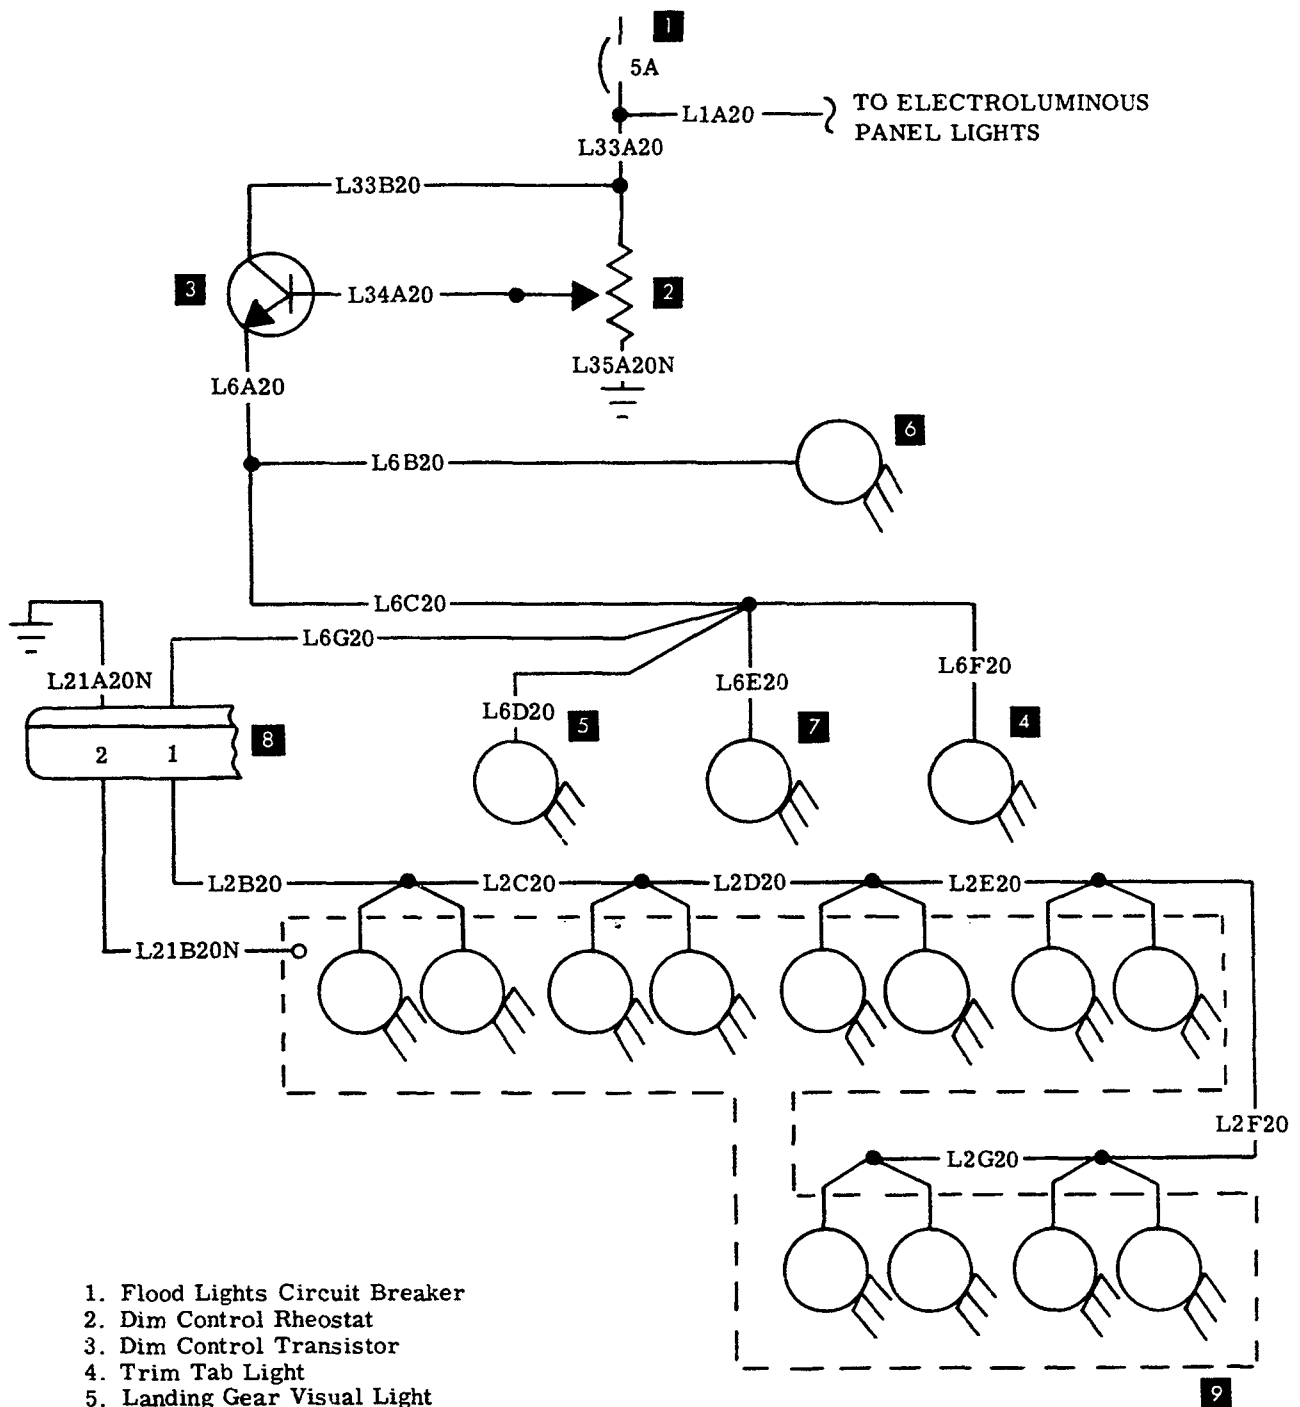 1
5A
L1A20
TO ELECTROLUMINOUS
PANEL LIGHTS
L33A20
L33B20
3
L34A20
2
L35A20N
L6A20
6
L6B20
L6C20
L6G20
L21A20N
L6F20
L6E20
L6D20
5
7
4
8
2 1
L2B20
L2C20
L2D20
L2E20
L21B20N
L2F20
L2G20
1. Flood Lights Circuit Breaker
2. Dim Control Rheostat
3. Dim Control Transistor
4. Trim Tab Light
5. Landing Gear Visual Light
9